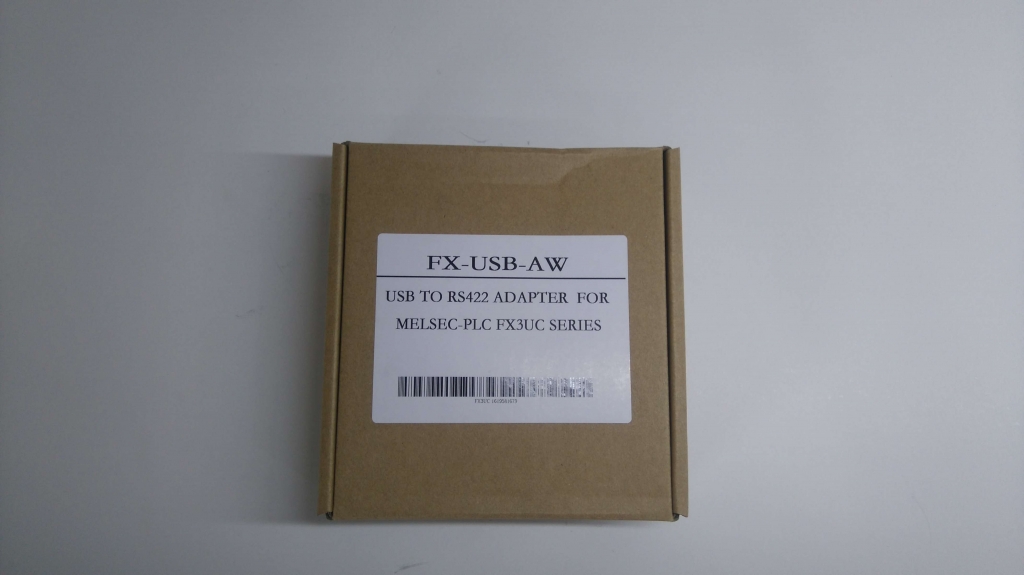 FX-USB-AW
USB TO RS422 ADAPTER FOR
MELSEC-PLC FX3UC SERIES